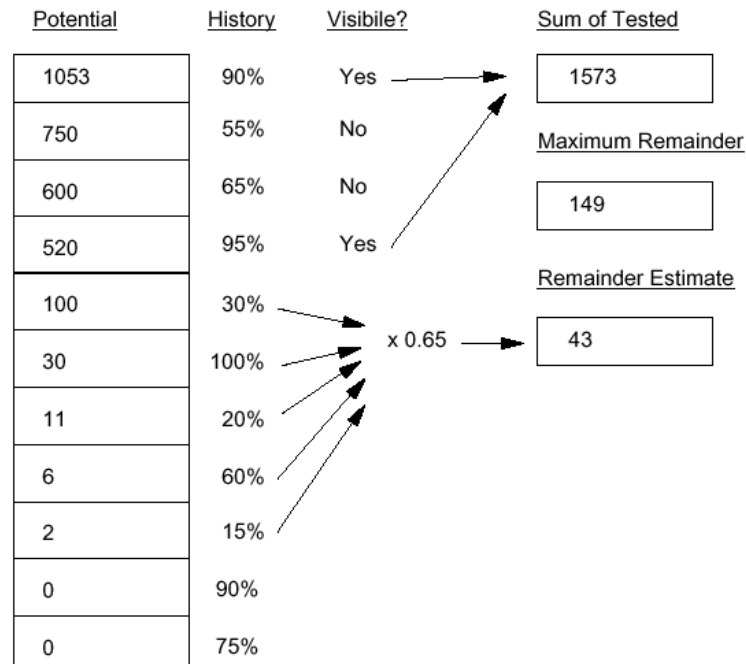 Potential History Visibile? Sum of Tested
1053 90% Yes 1573
750 55% No
Maximum Remainder
600 65% No
149
520 95% Yes
Remainder Estimate
100 30%
x 0.65 43
30 100%
11 20%
6 60%
2 15%
0 90%
0 75%